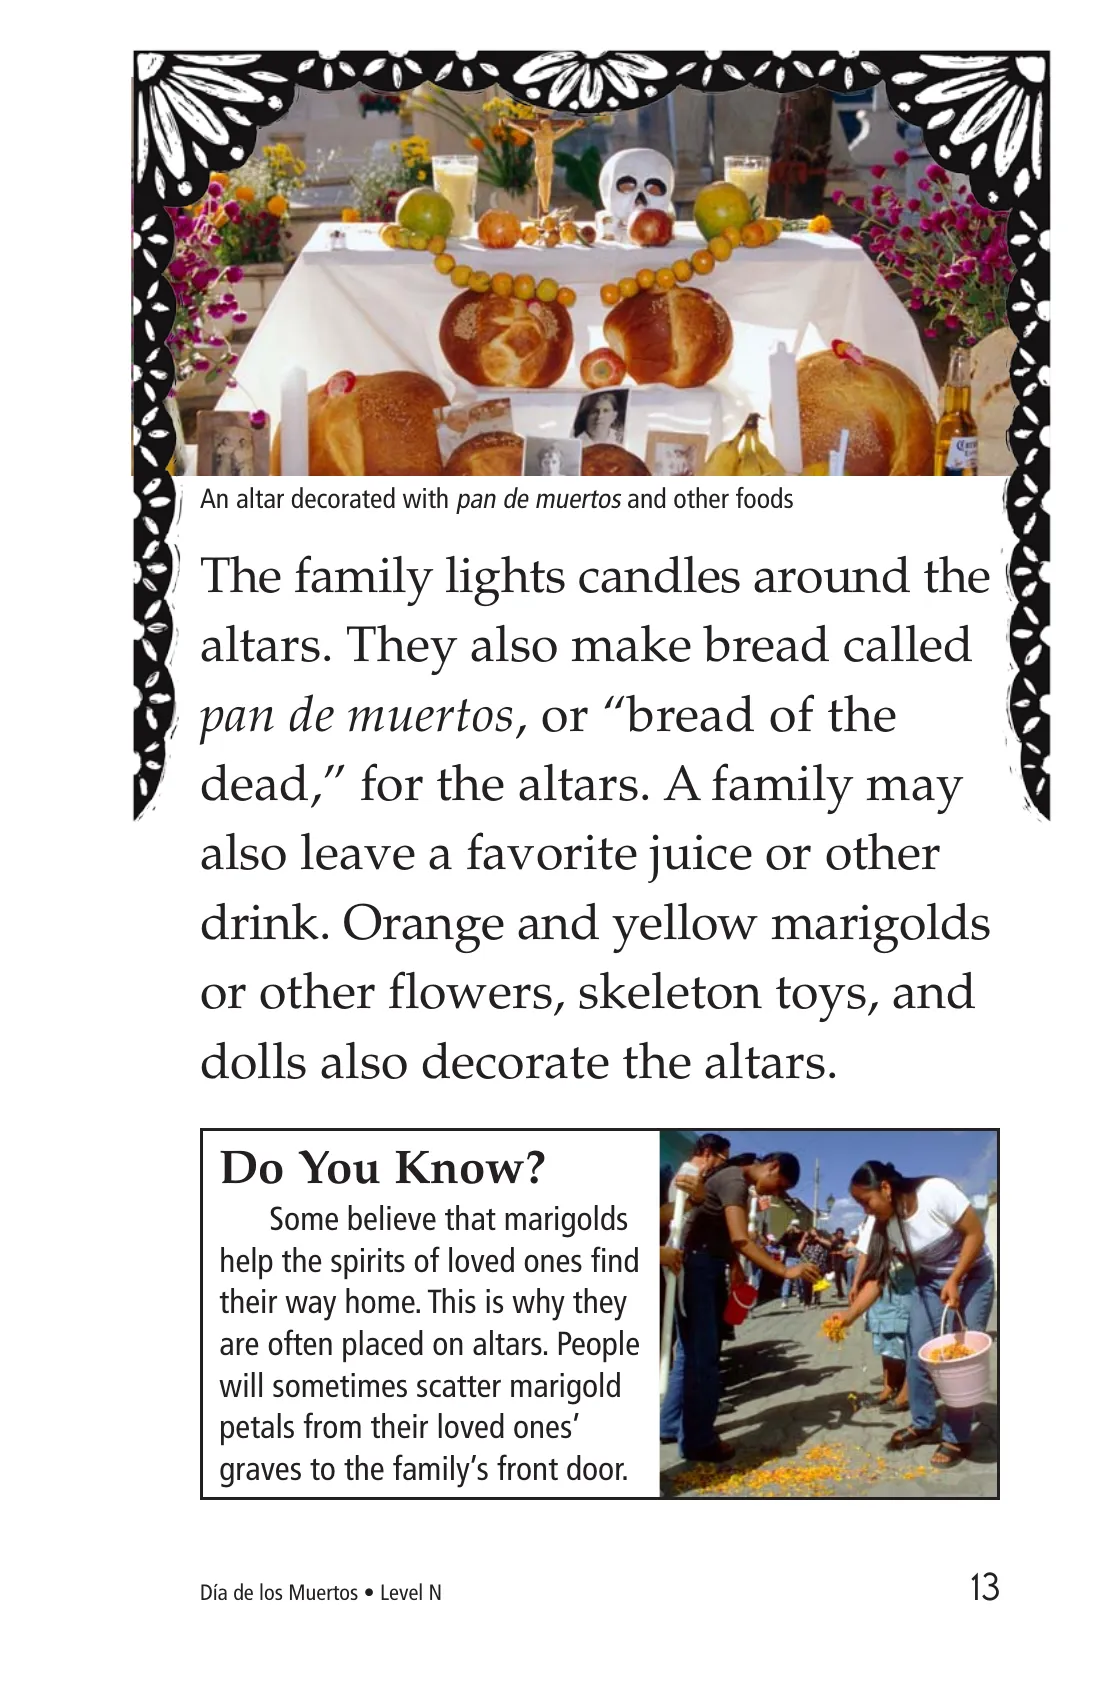 An altar decorated with pan de muertos and other foods
The family lights candles around the
altars. They also make bread called
pan de muertos, or “bread of the
dead,” for the altars. A family may
also leave a favorite juice or other
drink. Orange and yellow marigolds
or other flowers, skeleton toys, and
dolls also decorate the altars.
Do You Know?
Some believe that marigolds
help the spirits of loved ones find
their way home. This is why they
are often placed on altars. People
will sometimes scatter marigold
petals from their loved ones’
graves to the family’s front door.
Día de los Muertos • Level N
13